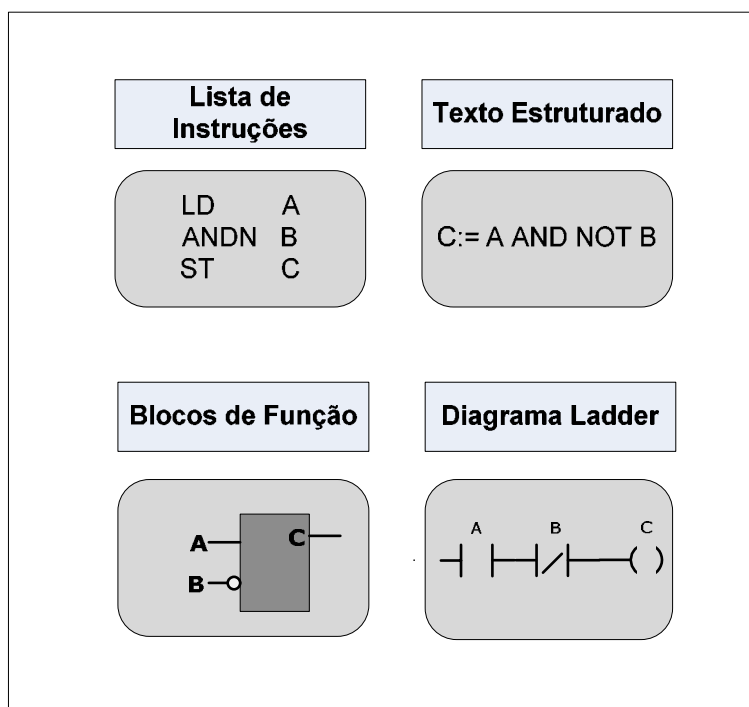 Lista de
Instruções
Texto Estruturado
LD A
ANDN B
ST C
C:= A AND NOT B
Blocos de Função
Diagrama Ladder
A
B
C
A B C